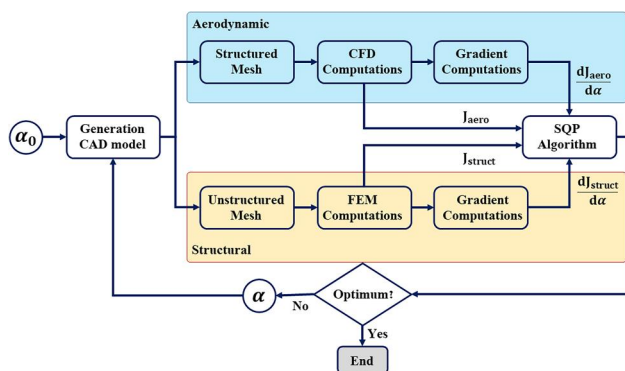 Aerodynamic
Structured
Mesh
CFD
Computations
Gradient
Computations
dJaero
dα
Jaero
α0
Generation
CAD model
SQP
Algorithm
Jstruct
dJstruct
dα
Unstructured
Mesh
FEM
Computations
Gradient
Computations
Structural
α
No
Optimum?
Yes
End